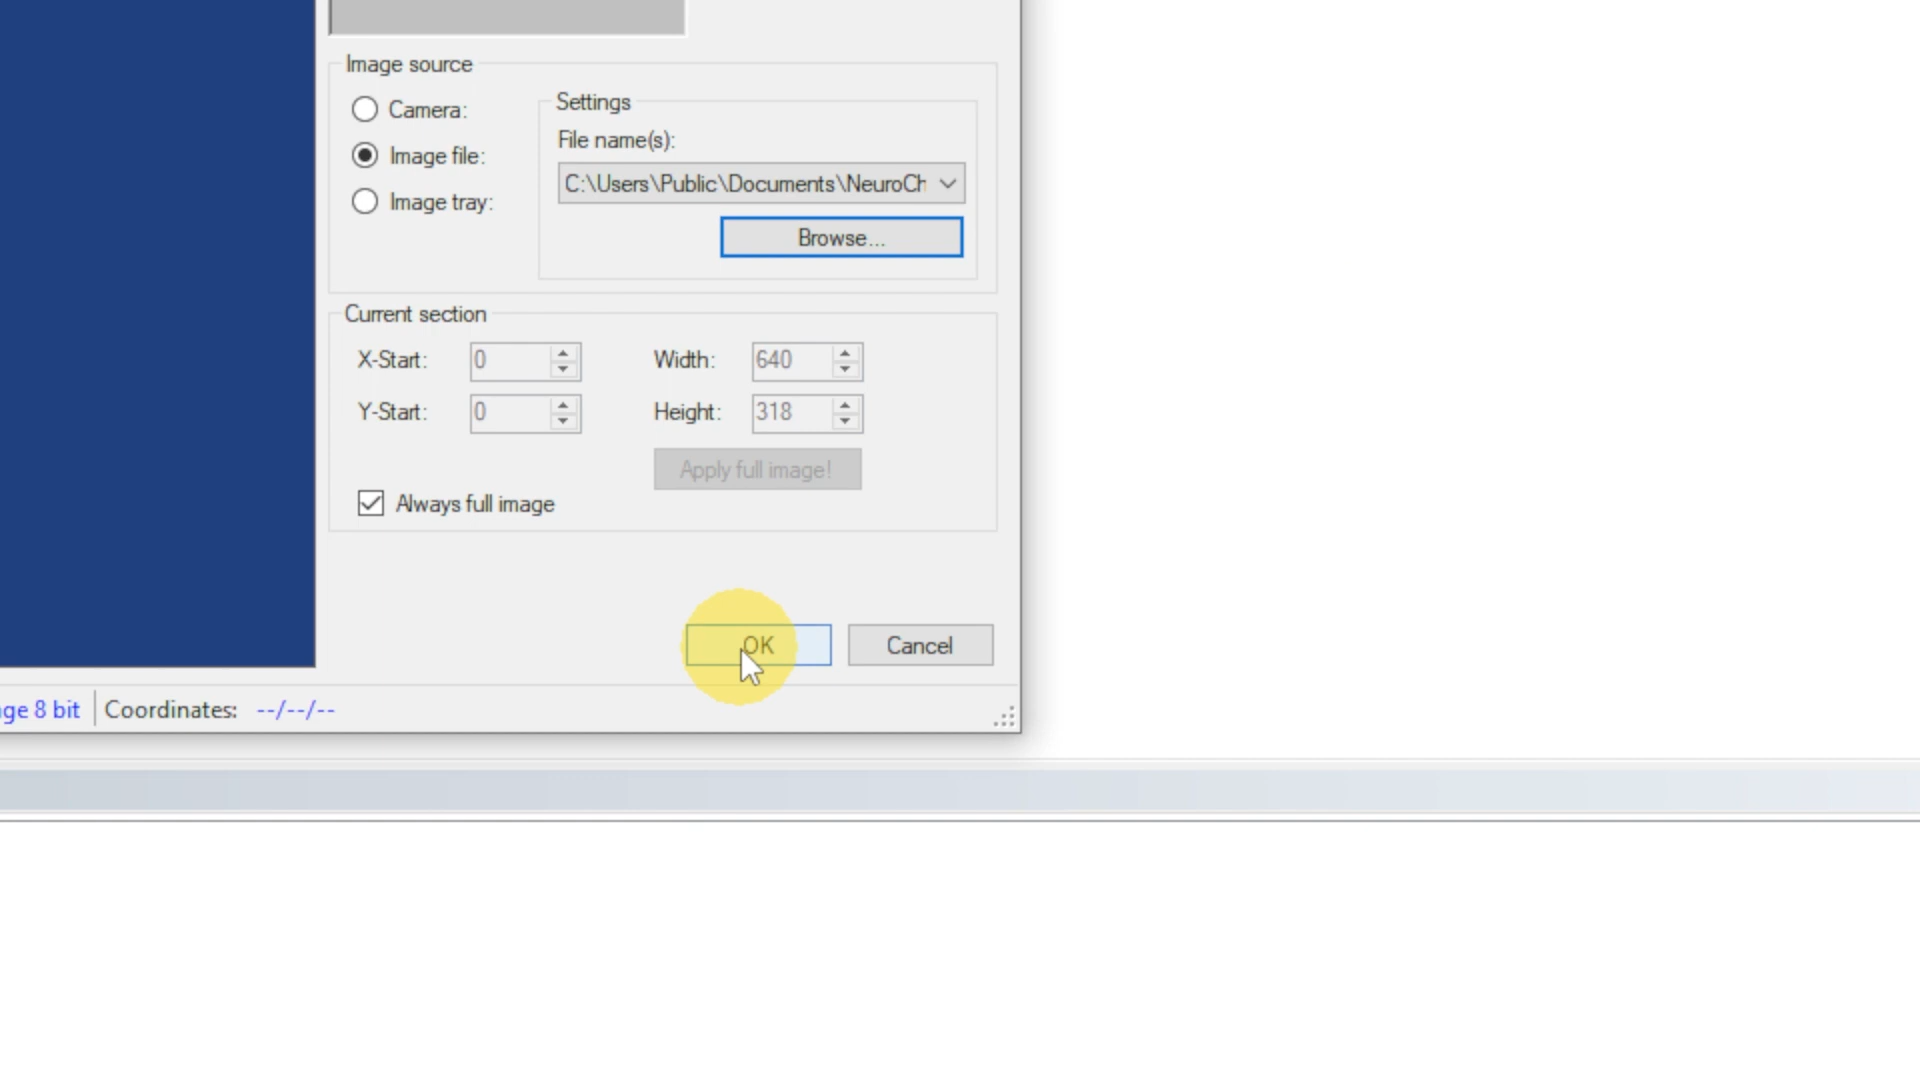 Image source
Camera:
Image file:
Image tray:
Settings
File name(s):
C:\Users\Public\Documents\NeuroCh
Browse...
Current section
X-Start: 0 Width: 640
Y-Start: 0 Height: 318
Apply full image!
Always full image
OK Cancel
8 bit Coordinates: --/--/--